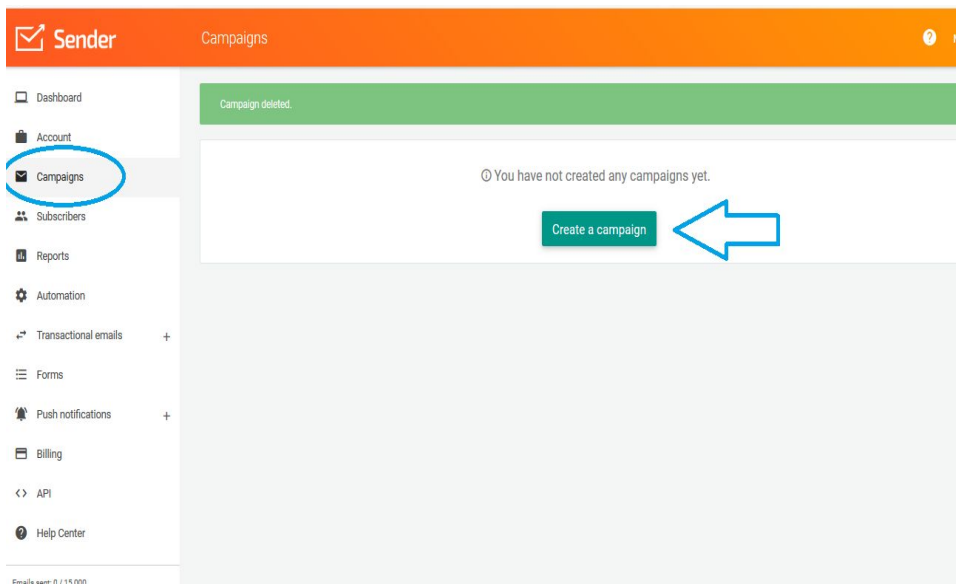 Sender
Campaigns
Dashboard
Account
Campaigns
Subscribers
Reports
Automation
Transactional emails +
Forms
Push notifications +
Billing
API
Help Center
Emails sent: 0 / 15 000
Campaign deleted.
You have not created any campaigns yet.
Create a campaign